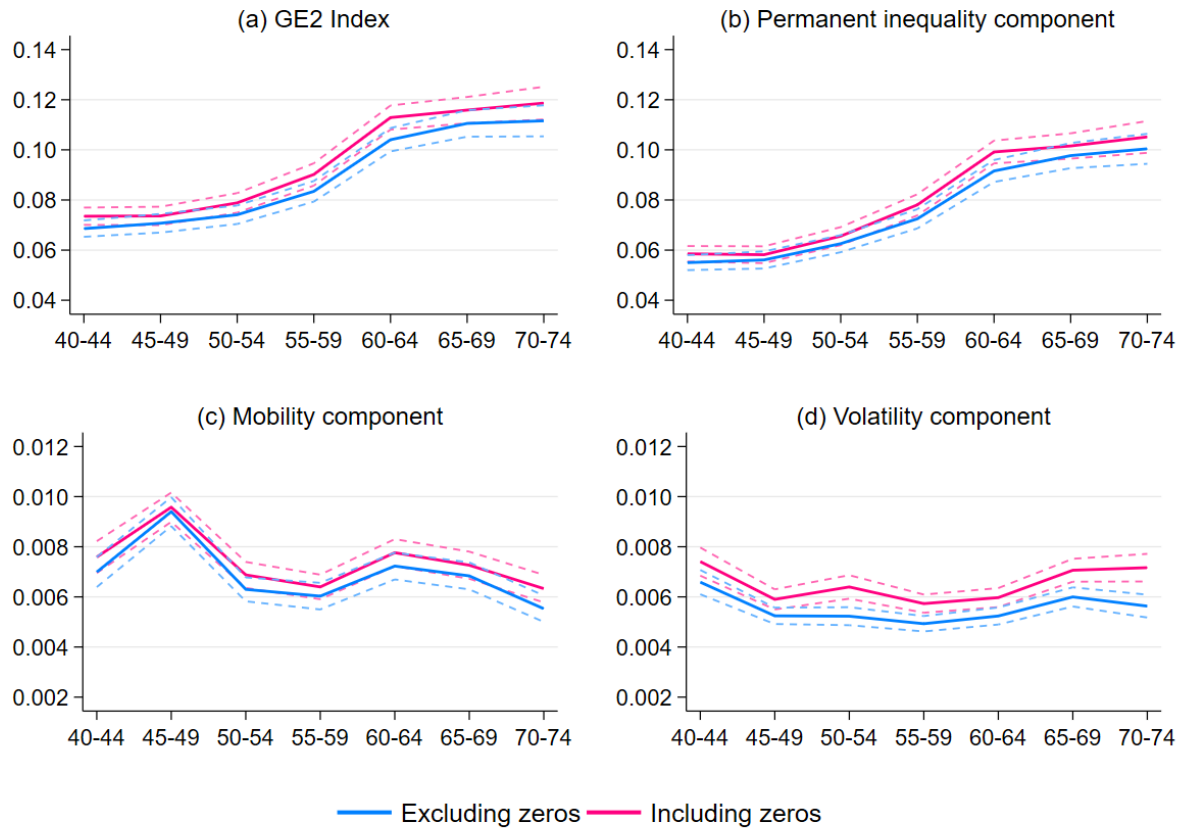 (a) GE2 Index
0.14
0.12
0.10
0.08
0.06
0.04
40-44 45-49 50-54 55-59 60-64 65-69 70-74
(b) Permanent inequality component
0.14
0.12
0.10
0.08
0.06
0.04
40-44 45-49 50-54 55-59 60-64 65-69 70-74
(c) Mobility component
0.012
0.010
0.008
0.006
0.004
0.002
40-44 45-49 50-54 55-59 60-64 65-69 70-74
(d) Volatility component
0.012
0.010
0.008
0.006
0.004
0.002
40-44 45-49 50-54 55-59 60-64 65-69 70-74
Excluding zeros Including zeros